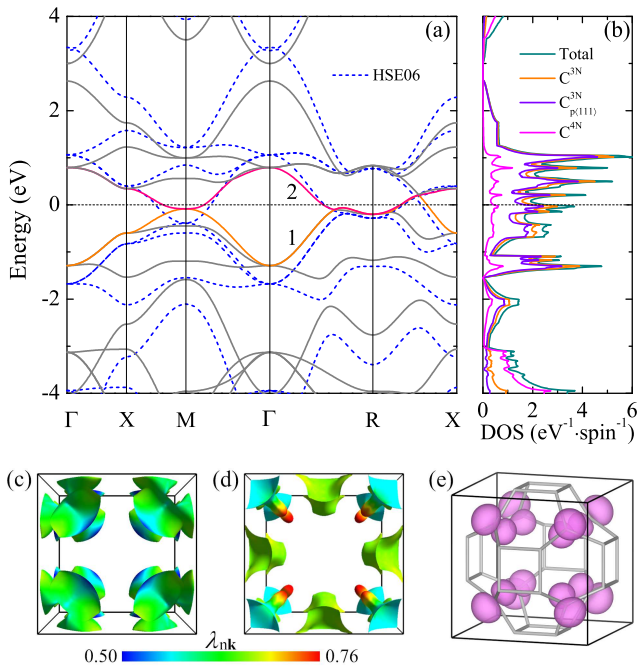 (a)
(b)
HSE06
Total
C3N
C3N p⟨111⟩
C4N
4
2
0
-2
-4
Energy (eV)
2
1
Γ X M Γ R X
0 2 4 6
DOS (eV-1·spin-1)
(c)
(d)
(e)
λnk
0.50
0.76